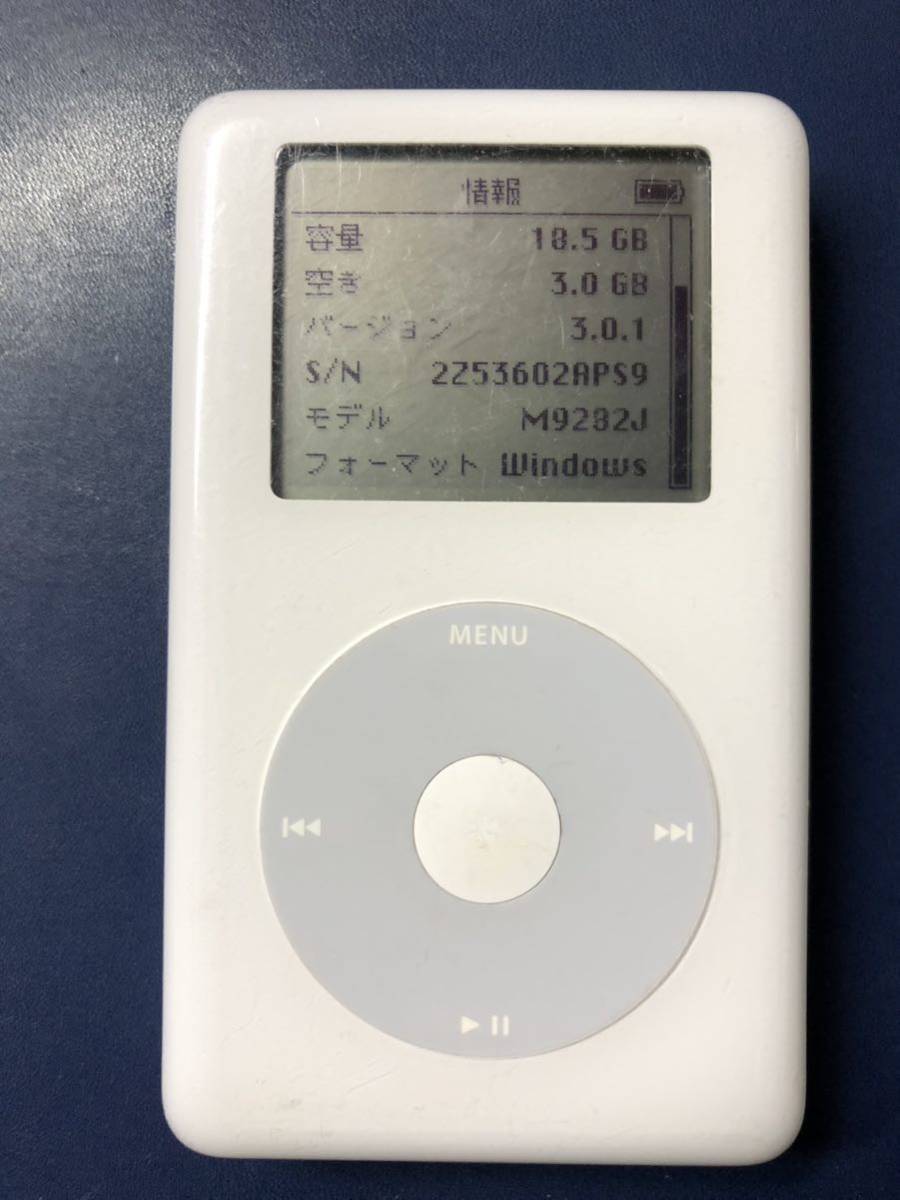 情報
容量 18.5 GB
空き 3.0 GB
バージョン 3.0.1
S/N 2Z53602APS9
モデル M9282J
フォーマット Windows
MENU